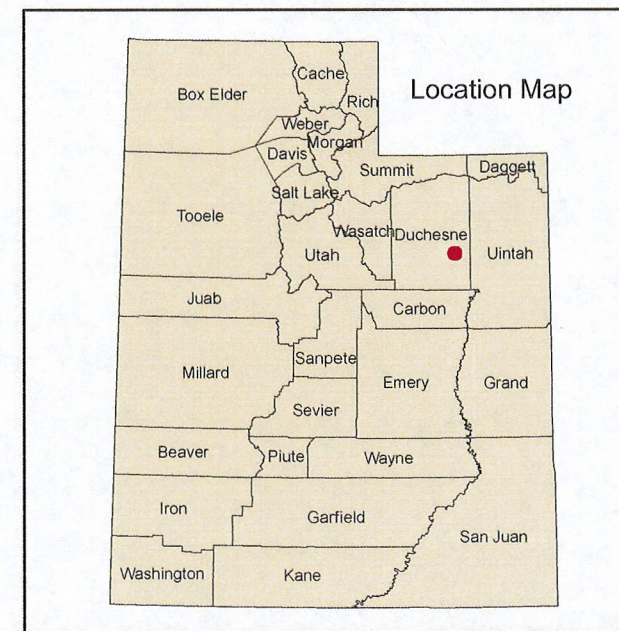 Location Map
Box Elder
Cache
Rich
Weber
Morgan
Davis
Summit
Daggett
Salt Lake
Tooele
Wasatch
Duchesne
Utah
Uintah
Juab
Carbon
Sanpete
Millard
Emery
Grand
Sevier
Beaver
Piute
Wayne
Iron
Garfield
San Juan
Washington
Kane